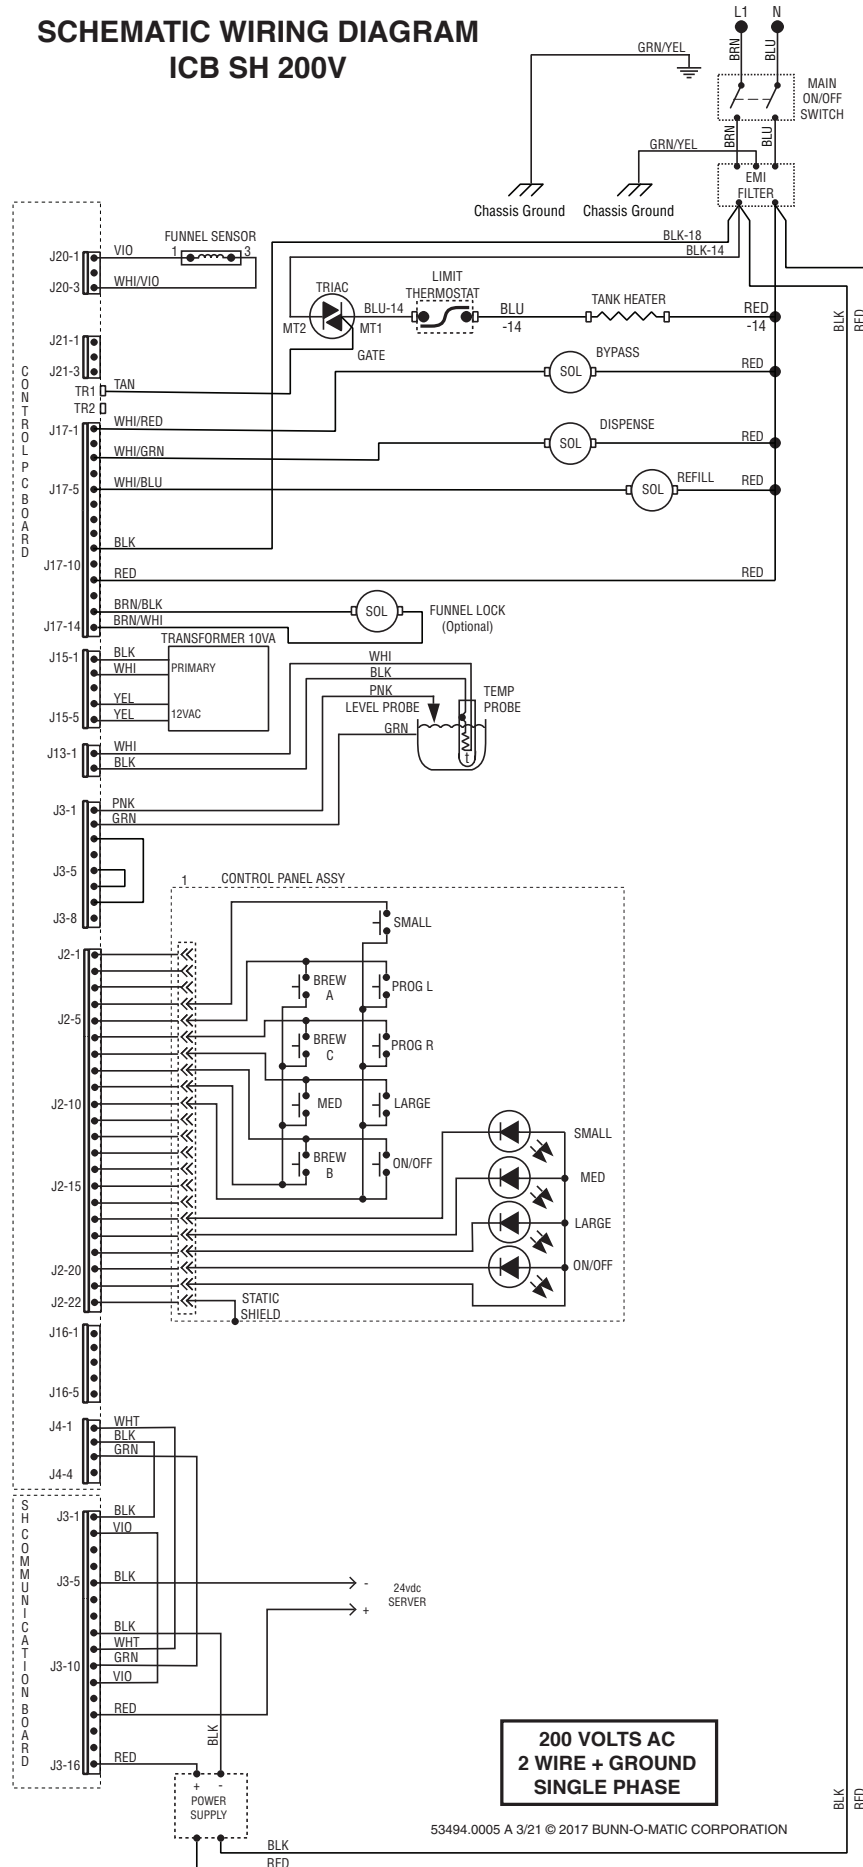 SCHEMATIC WIRING DIAGRAM
ICB SH 200V
L1
N
BRN
BLU
GRN/YEL
MAIN
ON/OFF
SWITCH
BRN
BLU
GRN/YEL
EMI
FILTER
Chassis Ground
Chassis Ground
CONTROL PC BOARD
J20-1
VIO
FUNNEL SENSOR
1
3
J20-3
WHI/VIO
BLK-18
BLK-14
TRIAC
MT2
MT1
GATE
BLU-14
LIMIT
THERMOSTAT
BLU
-14
TANK HEATER
RED
-14
BLK
RED
J21-1
J21-3
TR1
TAN
TR2
BYPASS
SOL
RED
J17-1
WHI/RED
DISPENSE
SOL
RED
WHI/GRN
REFILL
SOL
RED
J17-5
WHI/BLU
BLK
J17-10
RED
RED
BRN/BLK
SOL
FUNNEL LOCK
(Optional)
J17-14
BRN/WHI
TRANSFORMER 10VA
J15-1
BLK
WHI
PRIMARY
YEL
J15-5
YEL
12VAC
WHI
BLK
PNK
LEVEL PROBE
TEMP
PROBE
GRN
t
J13-1
WHI
BLK
J3-1
PNK
GRN
J3-5
J3-8
1
CONTROL PANEL ASSY
SMALL
J2-1
BREW
A
PROG L
J2-5
BREW
C
PROG R
J2-10
MED
LARGE
BREW
B
ON/OFF
J2-15
SMALL
MED
LARGE
J2-20
ON/OFF
J2-22
STATIC
SHIELD
J16-1
J16-5
J4-1
WHT
BLK
GRN
J4-4
SH COMMUNICATION BOARD
J3-1
BLK
VIO
J3-5
BLK
-
24vdc
SERVER
+
BLK
WHT
J3-10
GRN
VIO
RED
BLK
J3-16
RED
+
-
POWER
SUPPLY
200 VOLTS AC
2 WIRE + GROUND
SINGLE PHASE
BLK
RED
53494.0005 A 3/21 © 2017 BUNN-O-MATIC CORPORATION
BLK
RED